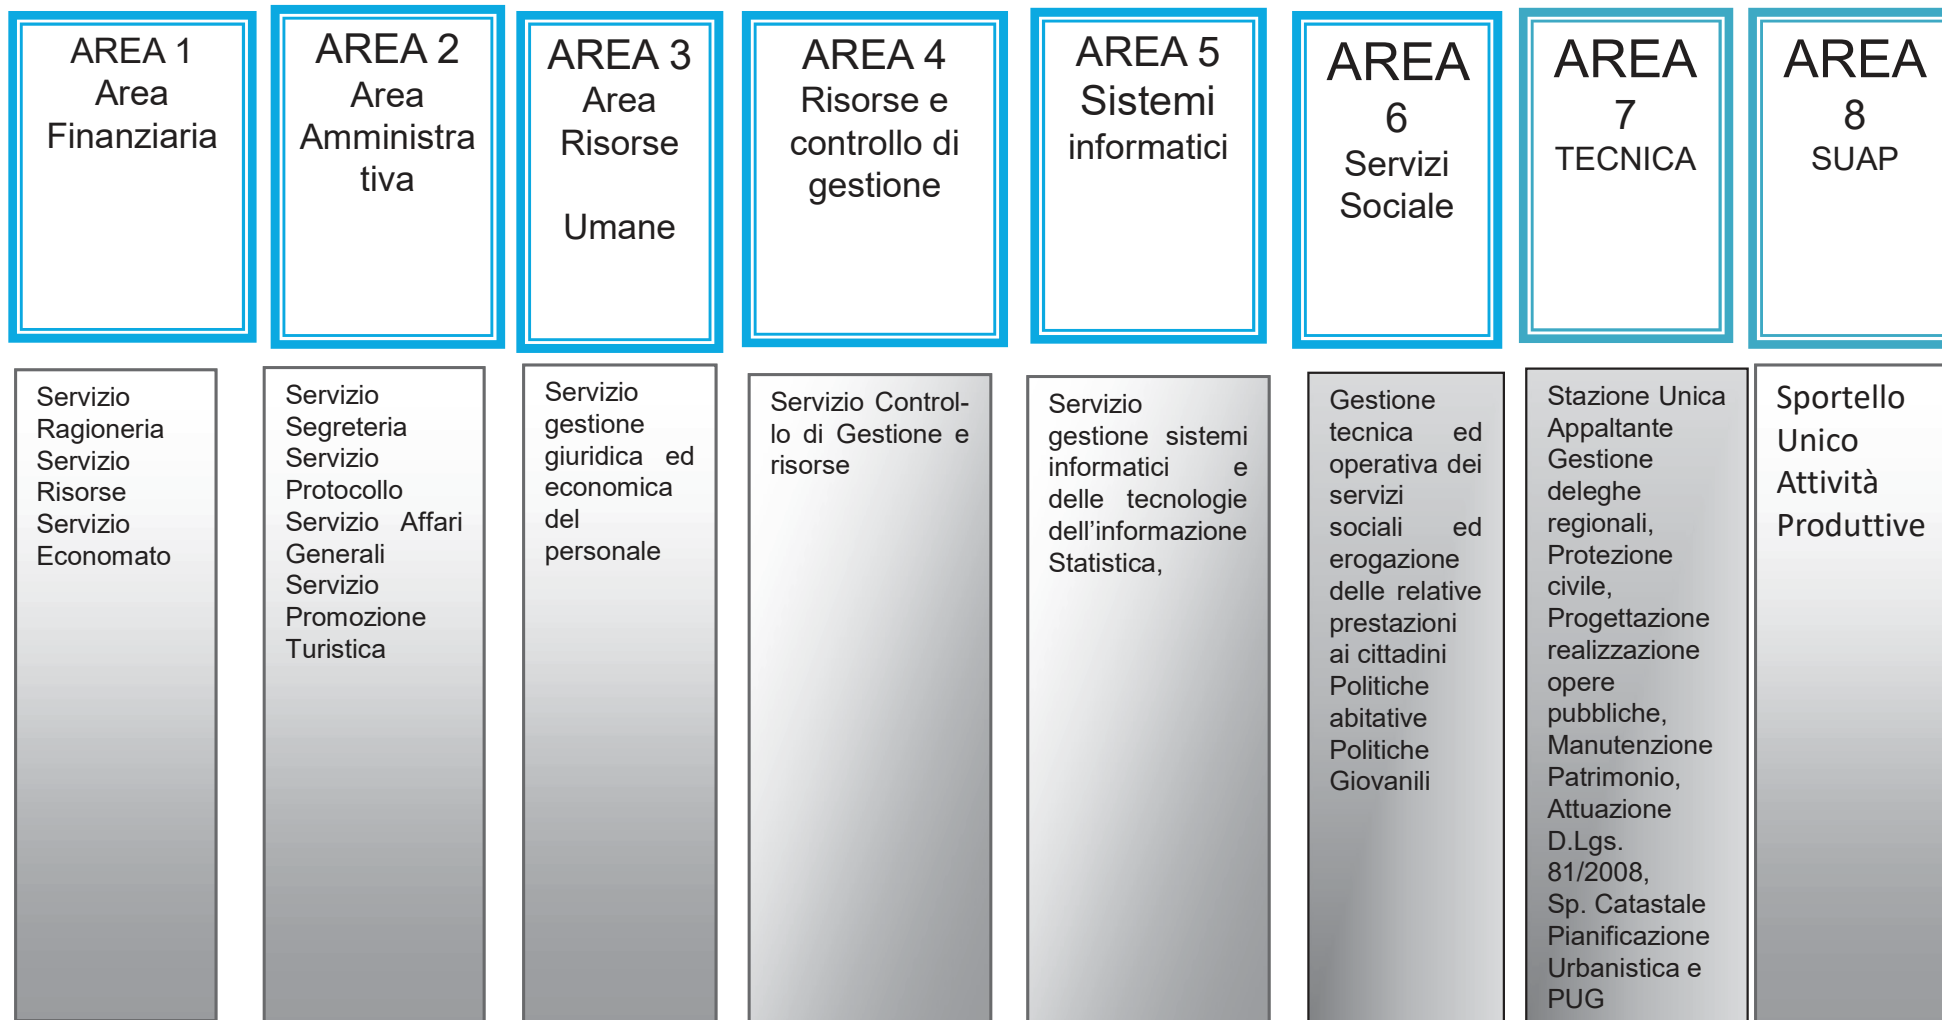 AREA 1
Area
Finanziaria
AREA 2
Area
Amministra
tiva
AREA 3
Area
Risorse
Umane
AREA 4
Risorse e
controllo di
gestione
AREA 5
Sistemi
informatici
AREA
6
Servizi
Sociale
AREA
7
TECNICA
AREA
8
SUAP
Servizio
Ragioneria
Servizio
Risorse
Servizio
Economato
Servizio
Segreteria
Servizio
Protocollo
Servizio Affari
Generali
Servizio
Promozione
Turistica
Servizio
gestione
giuridica ed
economica
del
personale
Servizio Control-
lo di Gestione e
risorse
Servizio
gestione sistemi
informatici e
delle tecnologie
dell'informazione
Statistica,
Gestione
tecnica ed
operativa dei
servizi
sociali ed
erogazione
delle relative
prestazioni
ai cittadini
Politiche
abitative
Politiche
Giovanili
Stazione Unica
Appaltante
Gestione
deleghe
regionali,
Protezione
civile,
Progettazione
realizzazione
opere
pubbliche,
Manutenzione
Patrimonio,
Attuazione
D.Lgs.
81/2008,
Sp. Catastale
Pianificazione
Urbanistica e
PUG
Sportello
Unico
Attività
Produttive